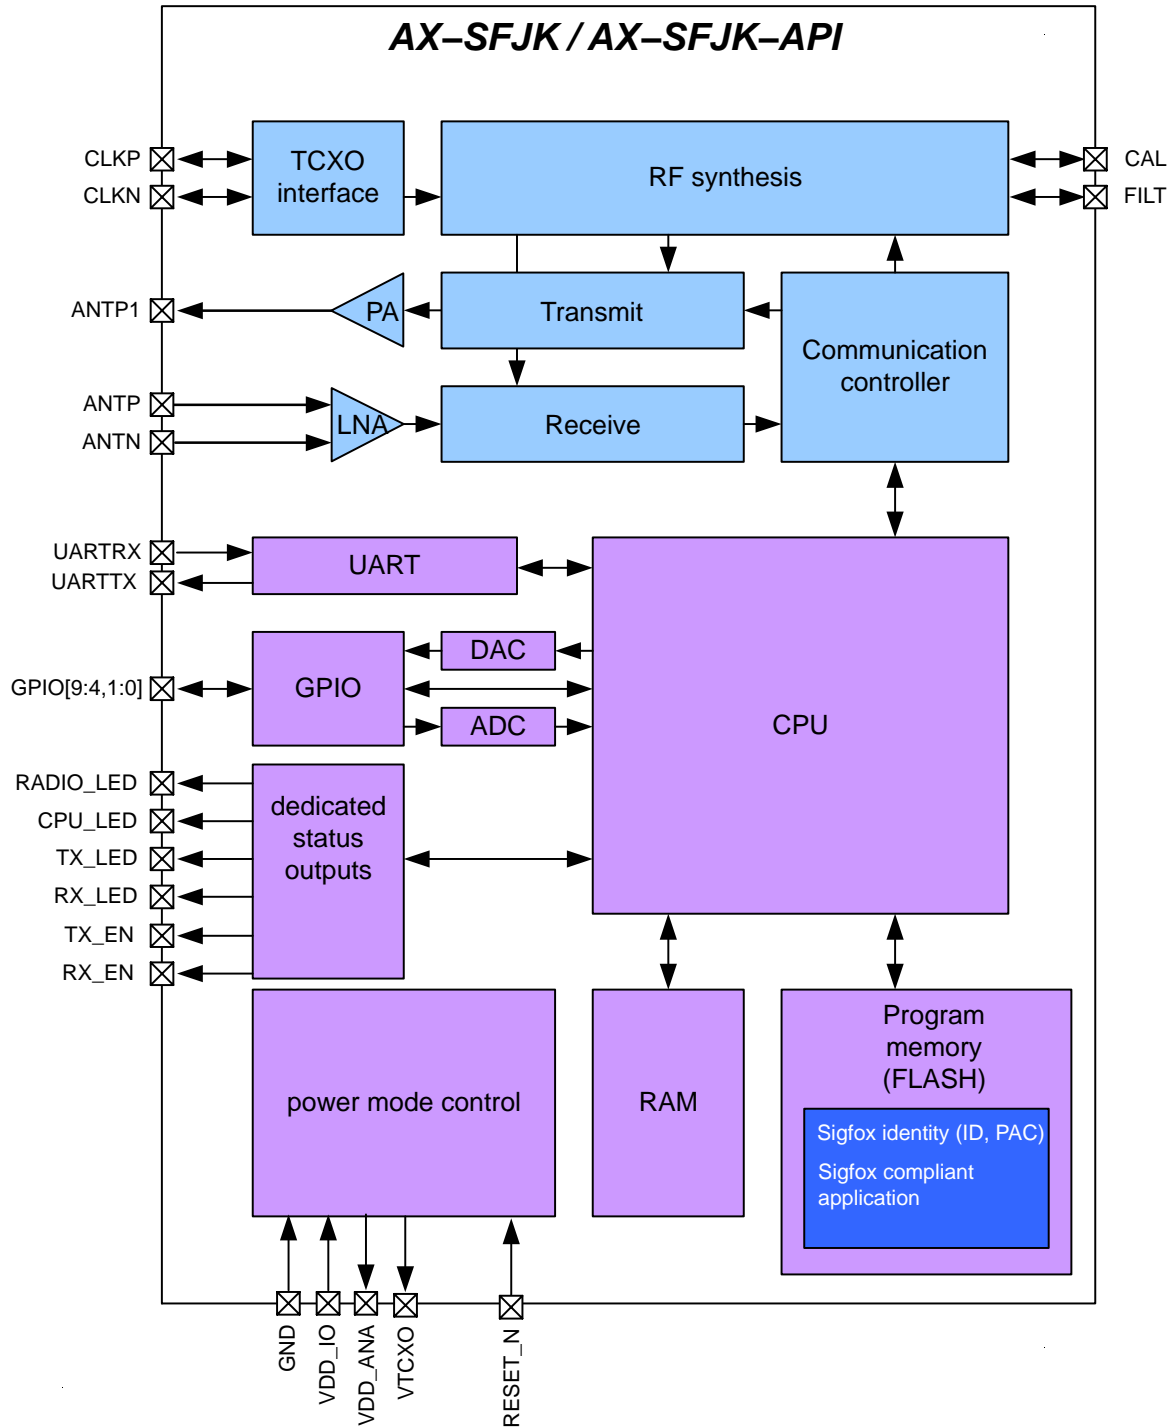 AX–SFJK / AX–SFJK–API
CLKP
CLKN
TCXO
interface
RF synthesis
CAL
FILT
ANTP1
PA
Transmit
Communication
controller
ANTP
ANTN
LNA
Receive
UARTRX
UARTTX
UART
DAC
GPIO[9:4,1:0]
GPIO
ADC
CPU
RADIO_LED
CPU_LED
TX_LED
RX_LED
TX_EN
RX_EN
dedicated
status
outputs
power mode control
RAM
Program
memory
(FLASH)
Sigfox identity (ID, PAC)
Sigfox compliant
application
GND
VDD_IO
VDD_ANA
VTCXO
RESET_N